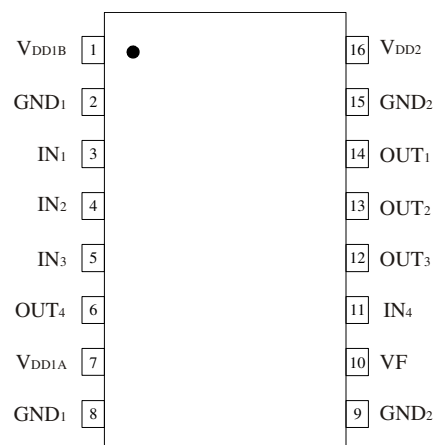 VDD1B 1 16 VDD2
GND1 2 15 GND2
IN1 3 14 OUT1
IN2 4 13 OUT2
IN3 5 12 OUT3
OUT4 6 11 IN4
VDD1A 7 10 VF
GND1 8 9 GND2